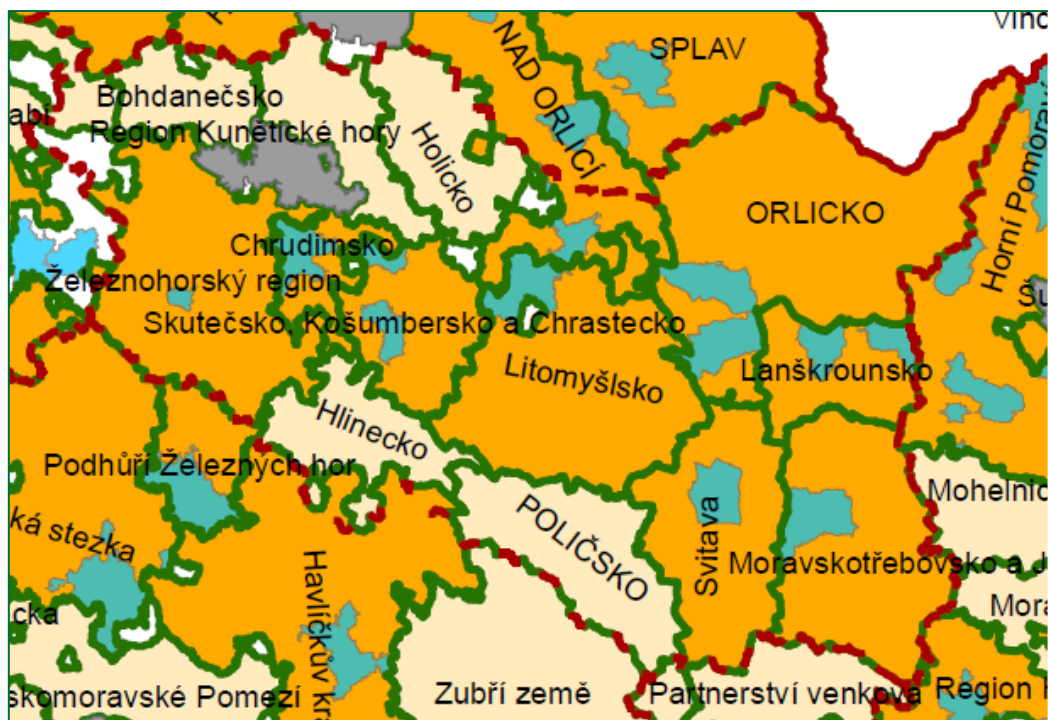 SPLAV
NAD ORLICÍ
Bohdanečsko
Region Kunětické hory
Holicko
ORLICKO
Horní Pomoraví
Chrudimsko
Železnohorský region
Skutečsko, Košumbersko a Chrastecko
Litomyšlsko
Lanškrounsko
Hlinecko
Podhůří Železných hor
Mohelnic
POLIČSKO
Svitava
ká stezka
Moravskotřebovsko a J
Havlíčkův kra
cka
Mora
skomoravské Pomezí
Zubří země
Partnerství venkova
Region H